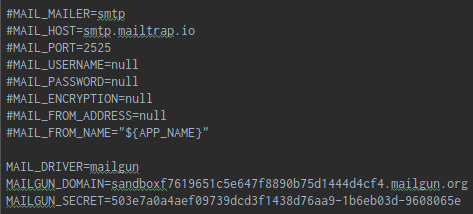 #MAIL_MAILER=smtp
#MAIL_HOST=smtp.mailtrap.io
#MAIL_PORT=2525
#MAIL_USERNAME=null
#MAIL_PASSWORD=null
#MAIL_ENCRYPTION=null
#MAIL_FROM_ADDRESS=null
#MAIL_FROM_NAME="${APP_NAME}"
MAIL_DRIVER=mailgun
MAILGUN_DOMAIN=sandboxf7619651c5e647f8890b75d1444d4cf4.mailgun.org
MAILGUN_SECRET=503e7a0a4aef09739dcd3f1438d76aa9-1b6eb03d-9608065e